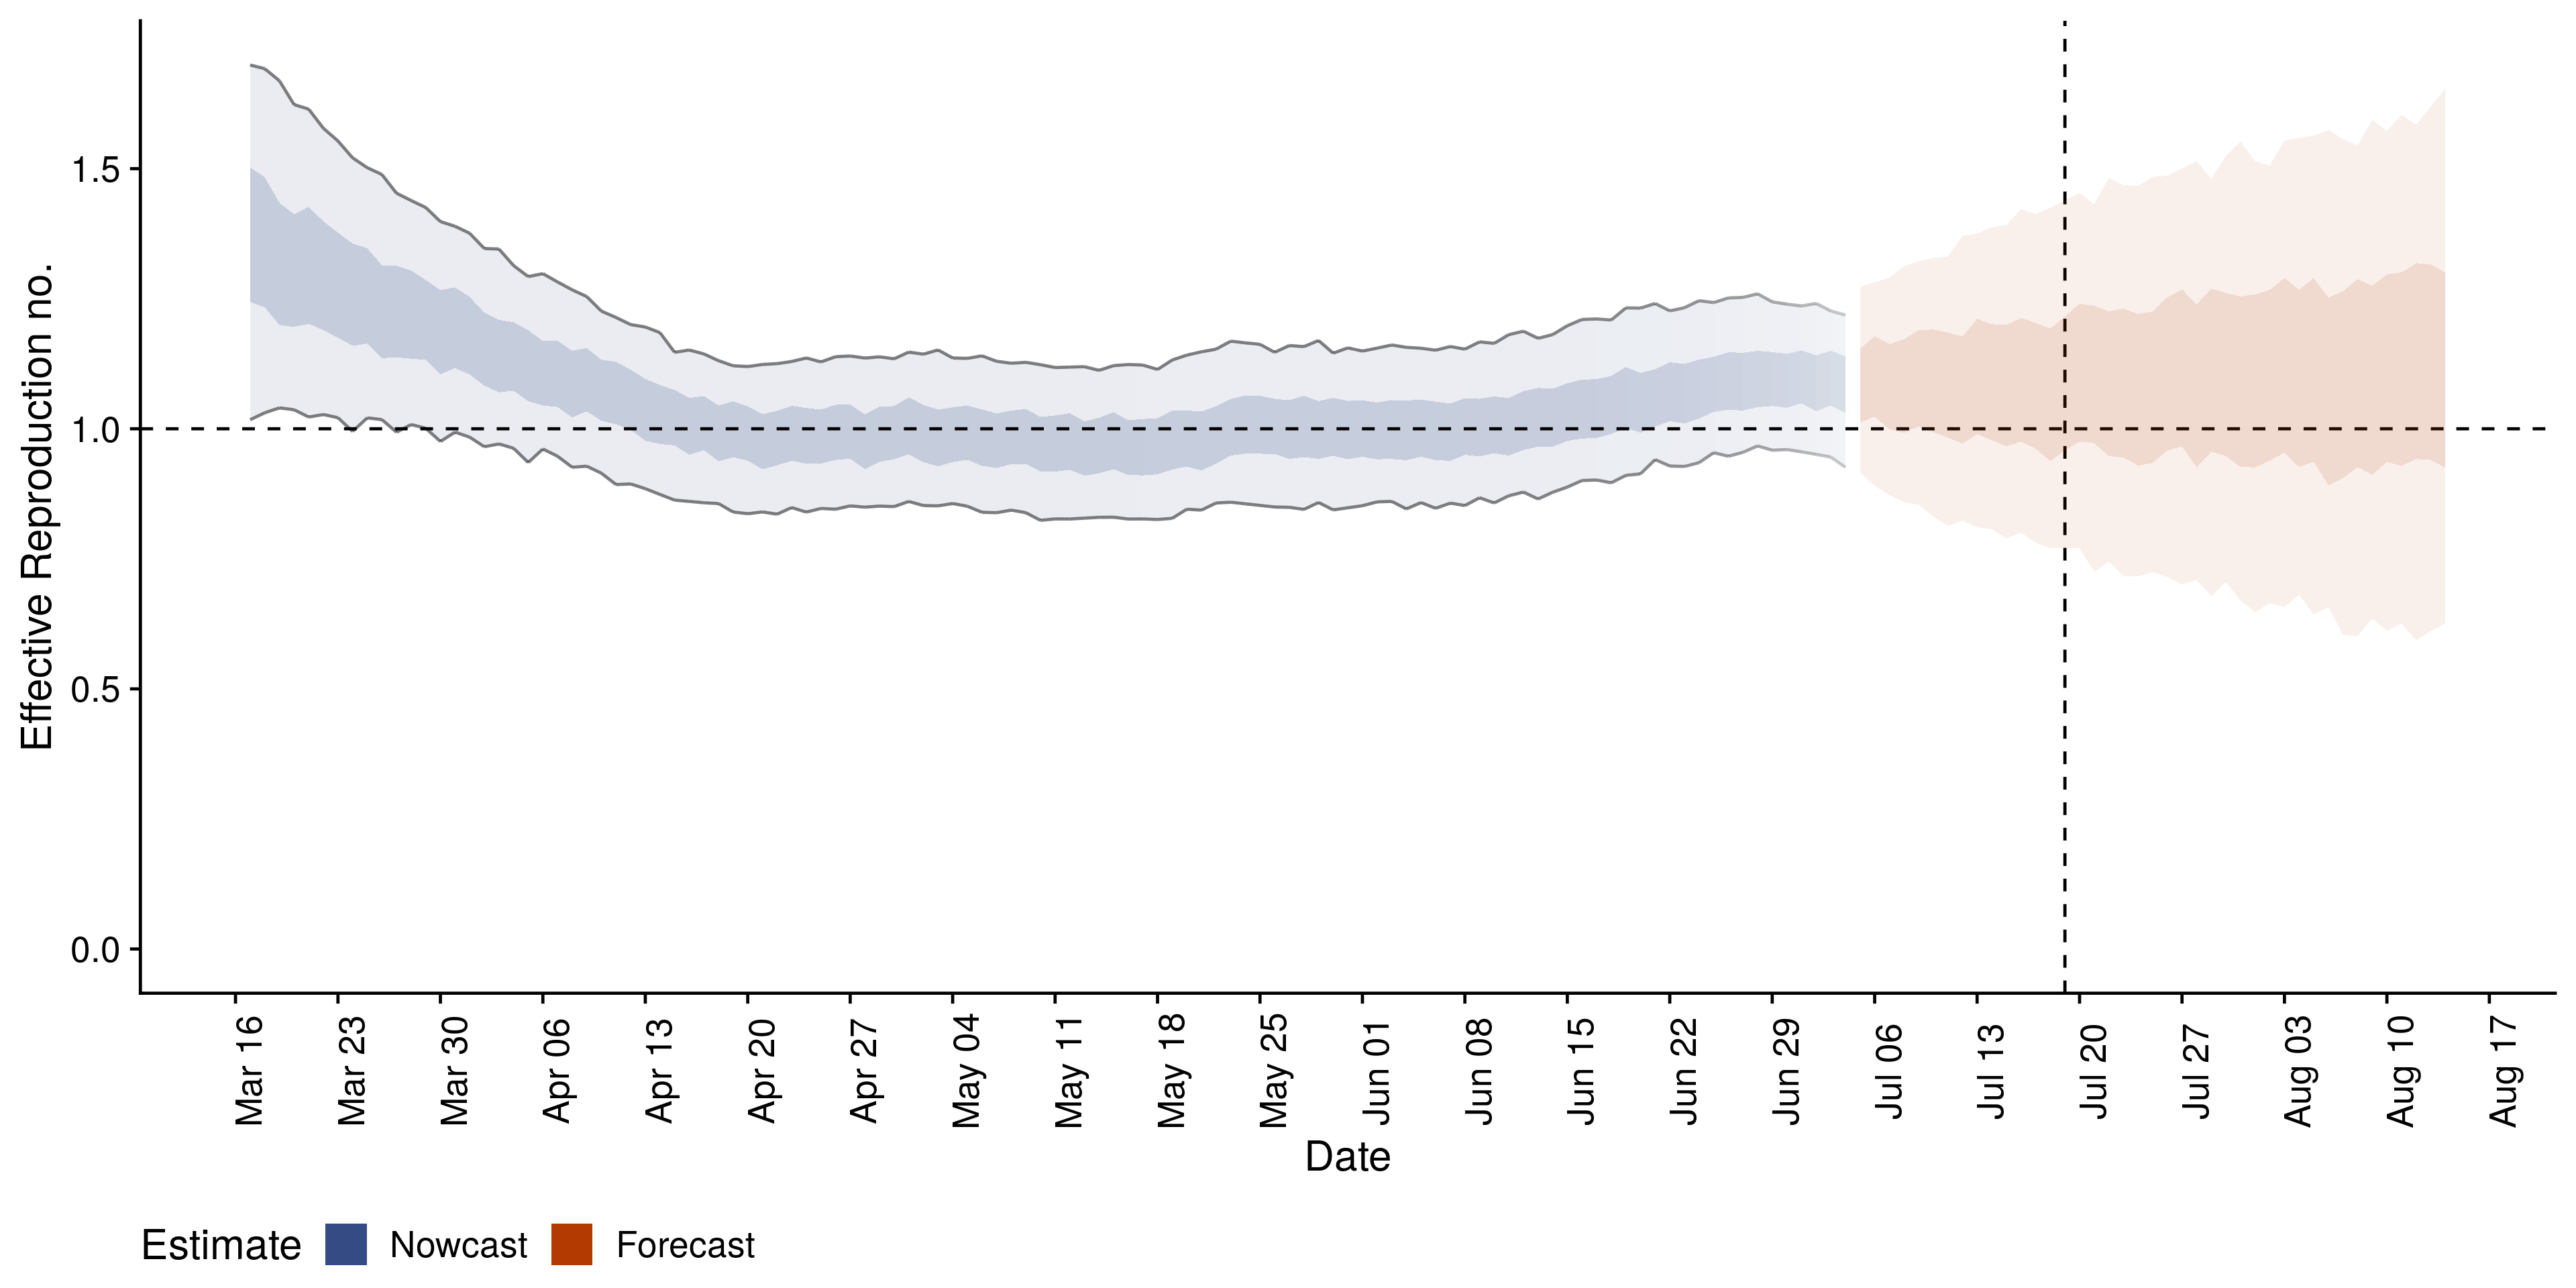 Effective Reproduction no.
1.5
1.0
0.5
0.0
Mar 16
Mar 23
Mar 30
Apr 06
Apr 13
Apr 20
Apr 27
May 04
May 11
May 18
May 25
Jun 01
Jun 08
Jun 15
Jun 22
Jun 29
Jul 06
Jul 13
Jul 20
Jul 27
Aug 03
Aug 10
Aug 17
Date
Estimate Nowcast Forecast